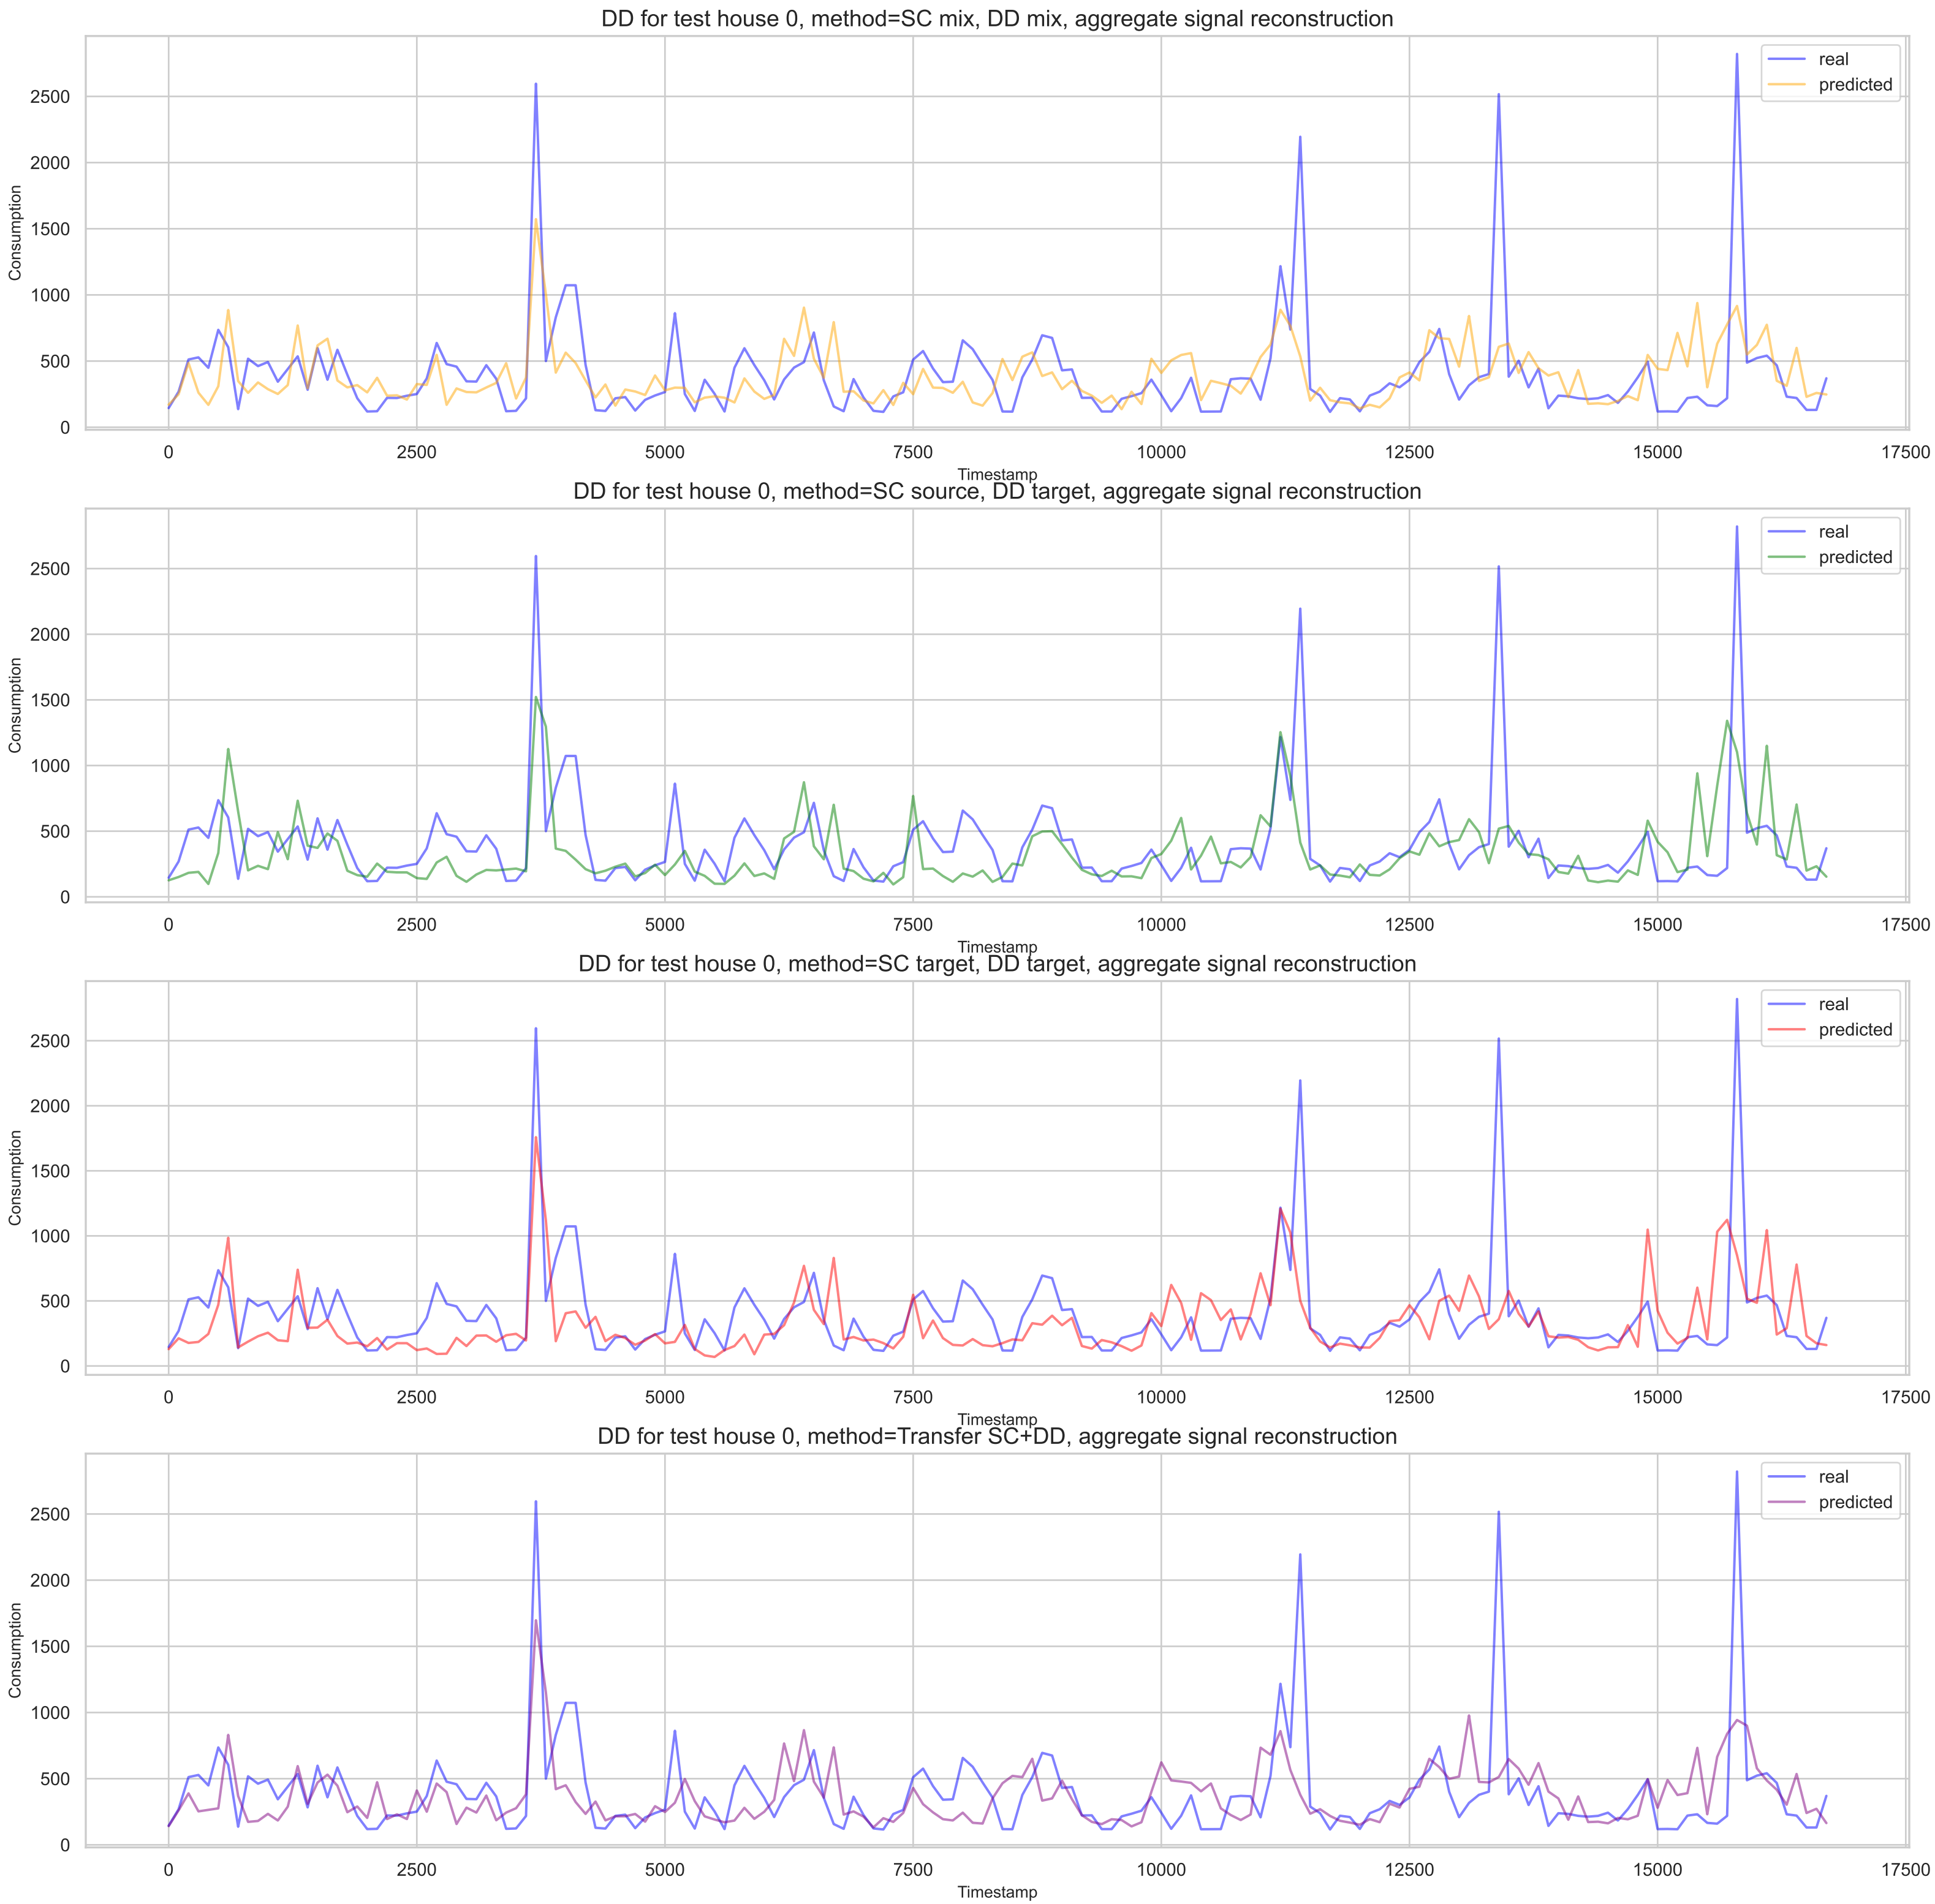 DD for test house 0, method=SC mix, DD mix, aggregate signal reconstruction
real
predicted
Consumption
2500
2000
1500
1000
500
0
0 2500 5000 7500 10000 12500 15000 17500
Timestamp
DD for test house 0, method=SC source, DD target, aggregate signal reconstruction
real
predicted
Consumption
2500
2000
1500
1000
500
0
0 2500 5000 7500 10000 12500 15000 17500
Timestamp
DD for test house 0, method=SC target, DD target, aggregate signal reconstruction
real
predicted
Consumption
2500
2000
1500
1000
500
0
0 2500 5000 7500 10000 12500 15000 17500
Timestamp
DD for test house 0, method=Transfer SC+DD, aggregate signal reconstruction
real
predicted
Consumption
2500
2000
1500
1000
500
0
0 2500 5000 7500 10000 12500 15000 17500
Timestamp